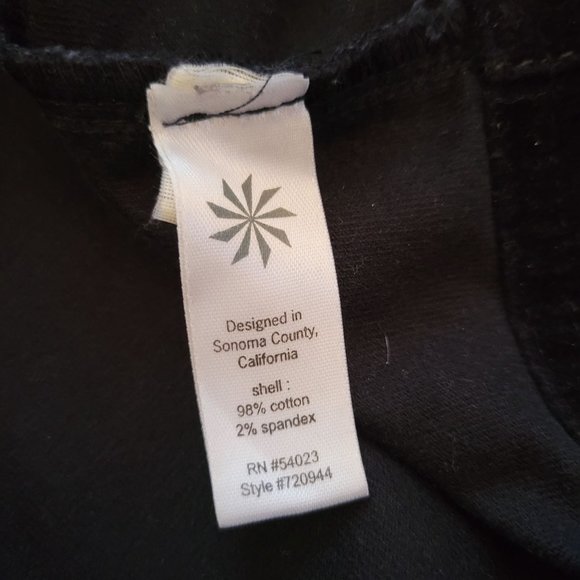 Designed in
Sonoma County,
California
shell :
98% cotton
2% spandex
RN #54023
Style #720944